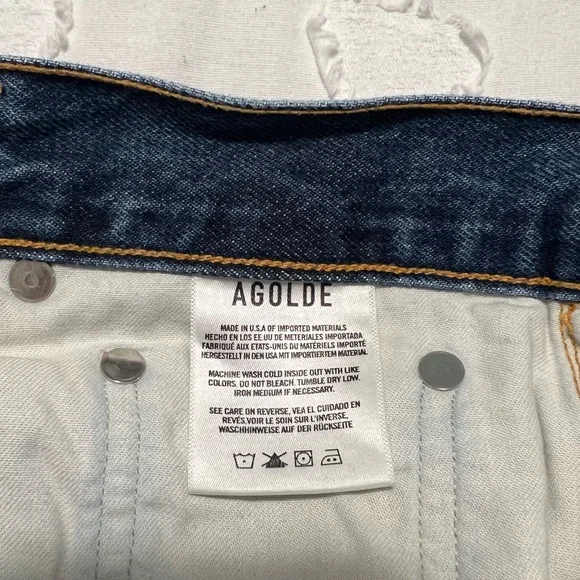 AGOLDE
MADE IN U.S.A OF IMPORTED MATERIALS
HECHO EN LOS EE.UU DE METERIALES IMPORTADA
FABRIQUÉ AUX ETATS-UNIS DU MATÉRIELS IMPORTÉ
HERGESTELLT IN DEN USA MIT IMPORTIERTEM MATERIAL
MACHINE WASH COLD INSIDE OUT WITH LIKE
COLORS. DO NOT BLEACH. TUMBLE DRY LOW.
IRON MEDIUM IF NECESSARY.
SEE CARE ON REVERSE, VEA EL CUIDADO EN
REVÉS,VOIR LE SOIN SUR L'INVERSE,
WASCHHINWEISE AUF DER RÜCKSEITE